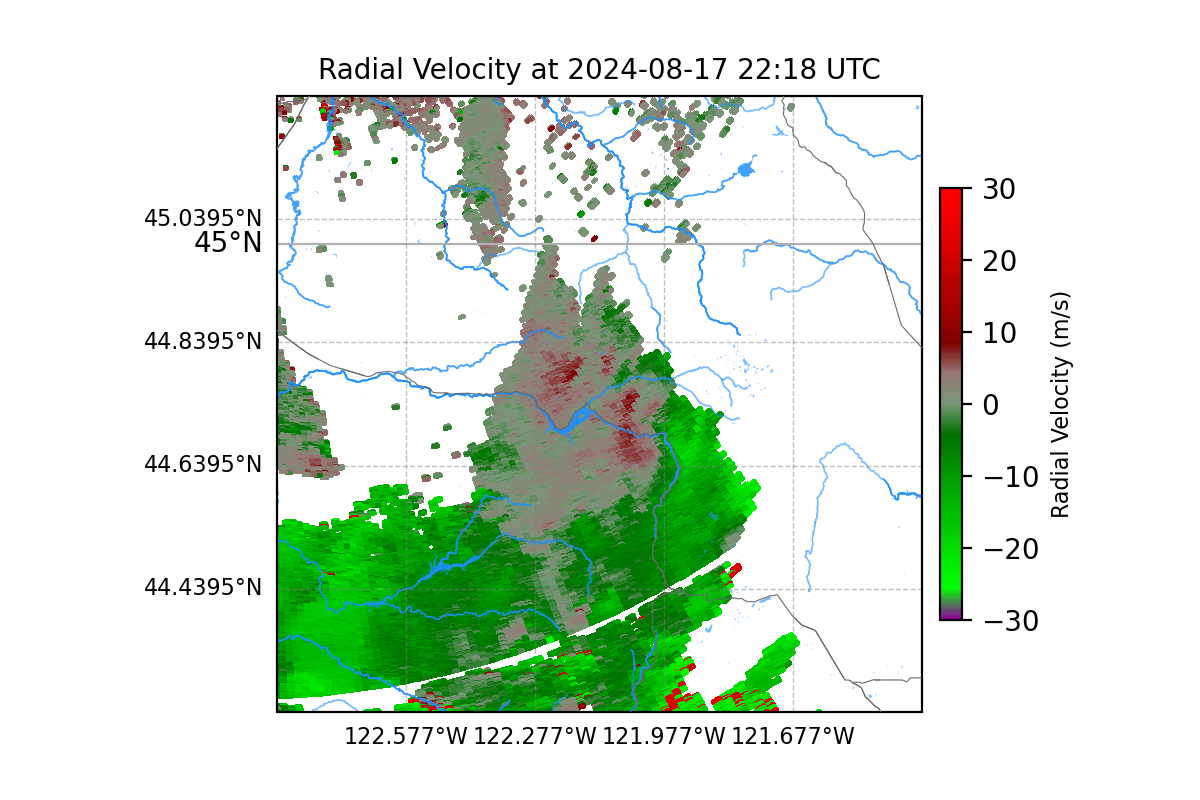 Radial Velocity at 2024-08-17 22:18 UTC
45.0395°N
45°N
44.8395°N
44.6395°N
44.4395°N
122.577°W 122.277°W 121.977°W 121.677°W
30
20
10
0
−10
−20
−30
Radial Velocity (m/s)